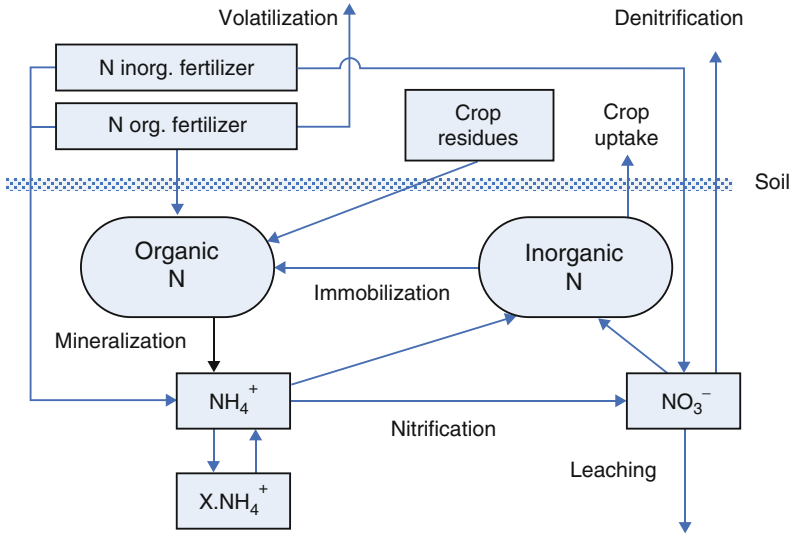 Volatilization
Denitrification
N inorg. fertilizer
N org. fertilizer
Crop
residues
Crop
uptake
Soil
Organic
N
Inorganic
N
Immobilization
Mineralization
NH₄⁺
NO₃⁻
Nitrification
Leaching
X.NH₄⁺